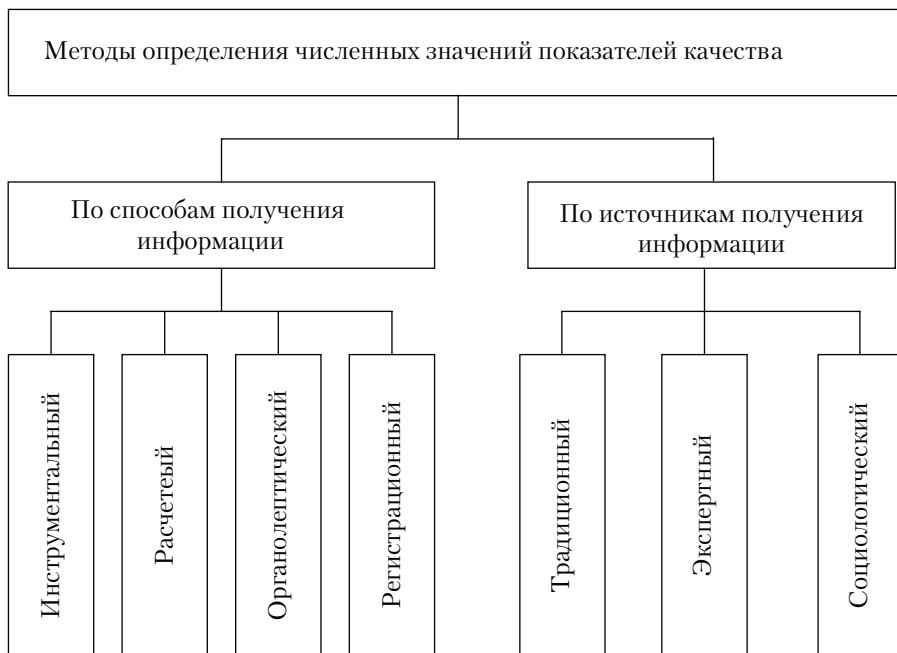 Методы определения численных значений показателей качества
По способам получения
информации
По источникам получения
информации
Инструментальный
Расчетеый
Органолептический
Регистрационный
Традиционный
Экспертный
Социологический